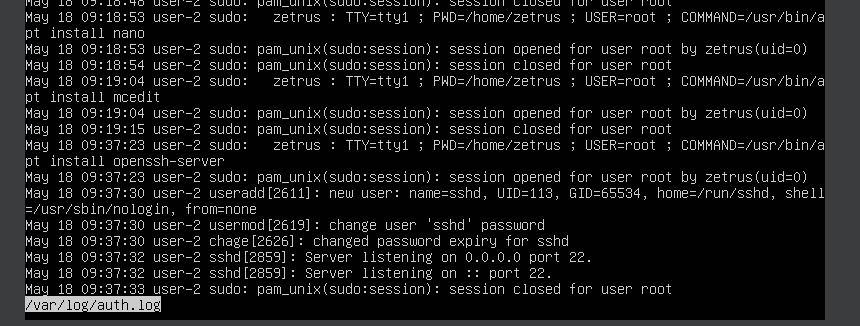 May 18 09:18:48 user-2 sudo: pam_unix(sudo:session): session closed for user root
May 18 09:18:53 user-2 sudo:   zetrus : TTY=tty1 ; PWD=/home/zetrus ; USER=root ; COMMAND=/usr/bin/a
pt install nano
May 18 09:18:53 user-2 sudo: pam_unix(sudo:session): session opened for user root by zetrus(uid=0)
May 18 09:18:54 user-2 sudo: pam_unix(sudo:session): session closed for user root
May 18 09:19:04 user-2 sudo:   zetrus : TTY=tty1 ; PWD=/home/zetrus ; USER=root ; COMMAND=/usr/bin/a
pt install mcedit
May 18 09:19:04 user-2 sudo: pam_unix(sudo:session): session opened for user root by zetrus(uid=0)
May 18 09:19:15 user-2 sudo: pam_unix(sudo:session): session closed for user root
May 18 09:37:23 user-2 sudo:   zetrus : TTY=tty1 ; PWD=/home/zetrus ; USER=root ; COMMAND=/usr/bin/a
pt install openssh-server
May 18 09:37:23 user-2 sudo: pam_unix(sudo:session): session opened for user root by zetrus(uid=0)
May 18 09:37:30 user-2 useradd[2611]: new user: name=sshd, UID=113, GID=65534, home=/run/sshd, shell
=/usr/sbin/nologin, from=none
May 18 09:37:30 user-2 usermod[2619]: change user 'sshd' password
May 18 09:37:30 user-2 chage[2626]: changed password expiry for sshd
May 18 09:37:32 user-2 sshd[2859]: Server listening on 0.0.0.0 port 22.
May 18 09:37:32 user-2 sshd[2859]: Server listening on :: port 22.
May 18 09:37:33 user-2 sudo: pam_unix(sudo:session): session closed for user root
/var/log/auth.log